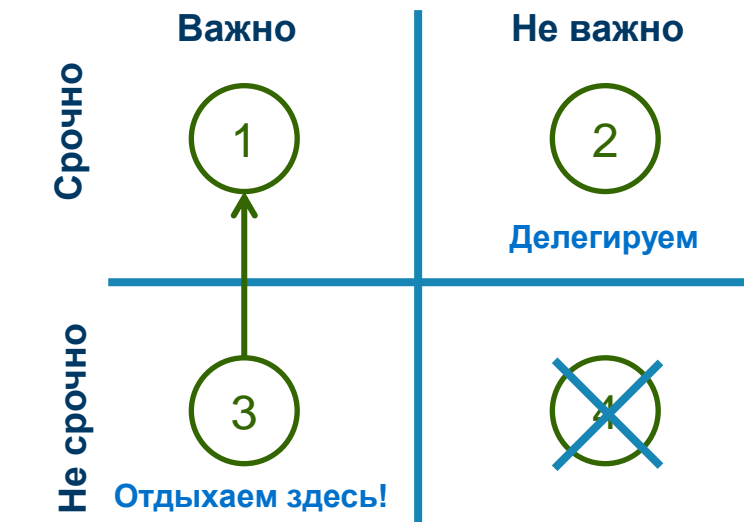 Важно
Не важно
Срочно
1
2
Делегируем
Не срочно
3
4
Отдыхаем здесь!